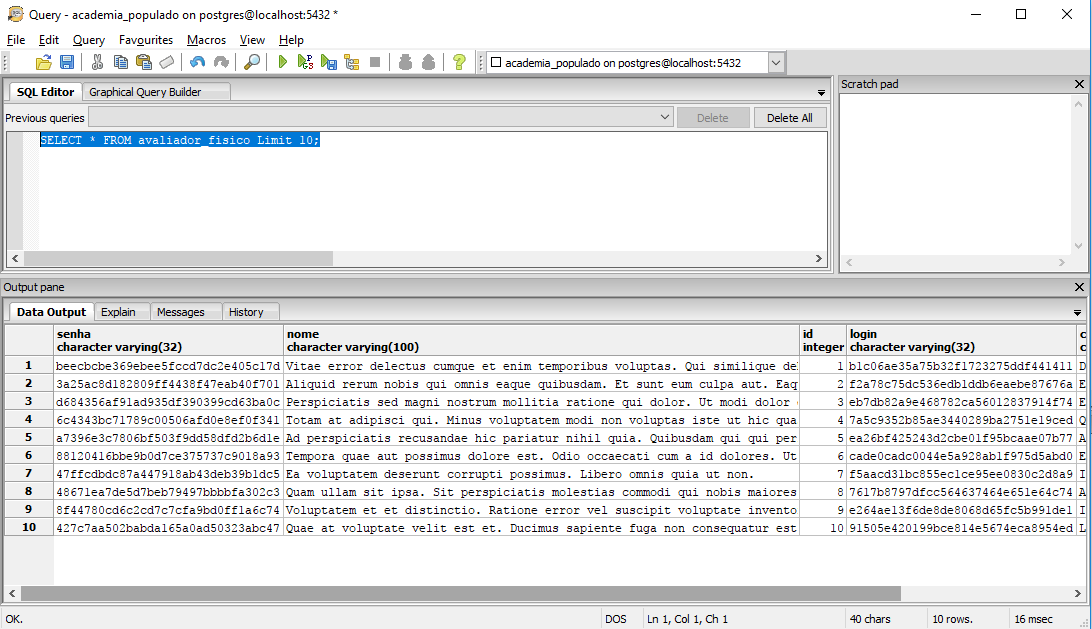 Query - academia_populado on postgres@localhost:5432 *
File Edit Query Favourites Macros View Help
academia_populado on postgres@localhost:5432
SQL Editor Graphical Query Builder
Scratch pad
Previous queries Delete Delete All
SELECT * FROM avaliador_fisico Limit 10;
Output pane
Data Output Explain Messages History
senha nome id login c
character varying(32) character varying(100) integer character varying(32) c
1 beecbcbe369ebee5fccd7dc2e405c17d Vitae error delectus cumque et enim temporibus voluptas. Qui similique de 1 b1c06ae35a75b32f1723275ddf441411 D
2 3a25ac8d182809ff4438f47eab40f701 Aliquid rerum nobis qui omnis eaque quibusdam. Et sunt eum culpa aut. Eaq 2 f2a78c75dc536edb1ddb6eaebe87676a E
3 d684356af91ad935df390399cd63ba0c Perspiciatis sed magni nostrum mollitia ratione qui dolor. Ut modi dolor 3 eb7db82a9e468782ca56012837914f74 E
4 6c4343bc71789c00506afd0e8ef0f341 Totam at adipisci qui. Minus voluptatem modi non voluptas iste ut hic qua 4 7a5c9352b85ae3440289ba2751e19ced Q
5 a7396e3c7806bf503f9dd58dfd2b6d1e Ad perspiciatis recusandae hic pariatur nihil quia. Quibusdam qui qui per 5 ea26bf425243d2cbe01f95bcaae07b77 A
6 88120416bbe9b0d7ce375737c9018a93 Tempora quae aut possimus dolore est. Odio occaecati cum a id dolores. Ut 6 cade0cadc0044e5a928ab1f975d5abd0 E
7 47ffcdbdc87a447918ab43deb39b1dc5 Ea voluptatem deserunt corrupti possimus. Libero omnis quia ut non. 7 f5aacd31bc855ec1ce95ee0830c2d8a9 I
8 48671ea7de5d7beb79497bbbbfa302c3 Quam ullam sit ipsa. Sit perspiciatis molestias commodi qui nobis maiores 8 7617b8797dfcc564637464e651e64c74 A
9 8f44780cd6c2cd7c7cfa9bd0ff1a6c74 Voluptatem et et distinctio. Ratione error vel suscipit voluptate invento 9 e264ae13f6de8de8068d65fc5b991de1 I
10 427c7aa502babda165a0ad50323abc47 Quae at voluptate velit est et. Ducimus sapiente fuga non consequatur est 10 91505e420199bce814e5674eca8954ed L
OK. DOS Ln 1, Col 1, Ch 1 40 chars 10 rows. 16 msec